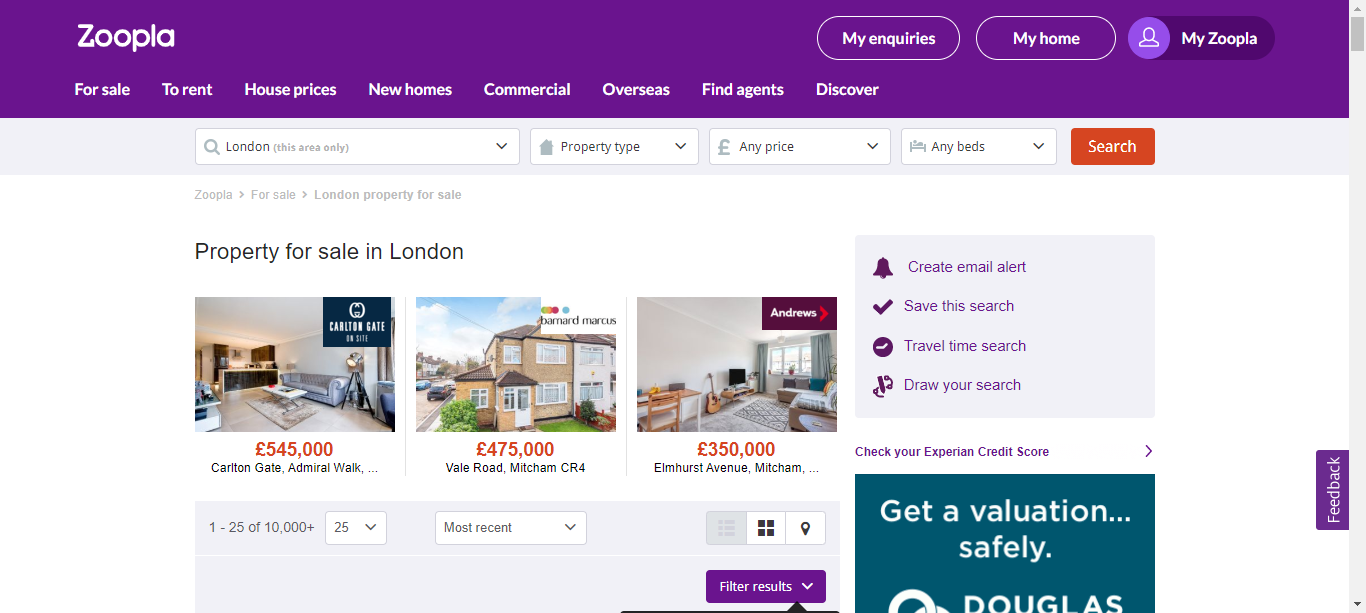 Zoopla
My enquiries
My home
My Zoopla
For sale
To rent
House prices
New homes
Commercial
Overseas
Find agents
Discover
London (this area only)
Property type
£ Any price
Any beds
Search
Zoopla > For sale > London property for sale
Property for sale in London
CARLTON GATE
ON SITE
barnard marcus
Andrews
£545,000
Carlton Gate, Admiral Walk, ...
£475,000
Vale Road, Mitcham CR4
£350,000
Elmhurst Avenue, Mitcham, ...
Create email alert
Save this search
Travel time search
Draw your search
Check your Experian Credit Score
Get a valuation...
safely.
DOUGLAS
1 - 25 of 10,000+
25
Most recent
Filter results
Feedback